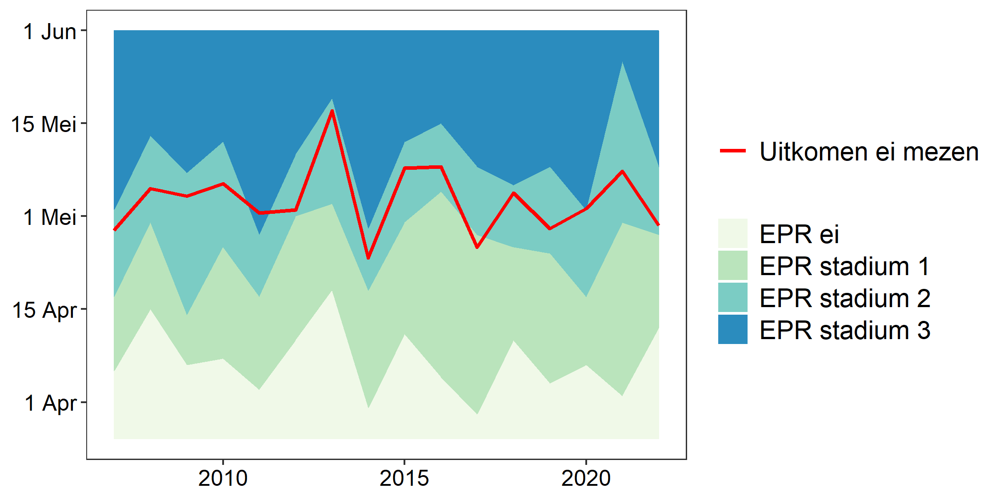 1 Jun
15 Mei
1 Mei
15 Apr
1 Apr
2010
2015
2020
Uitkomen ei mezen
EPR ei
EPR stadium 1
EPR stadium 2
EPR stadium 3